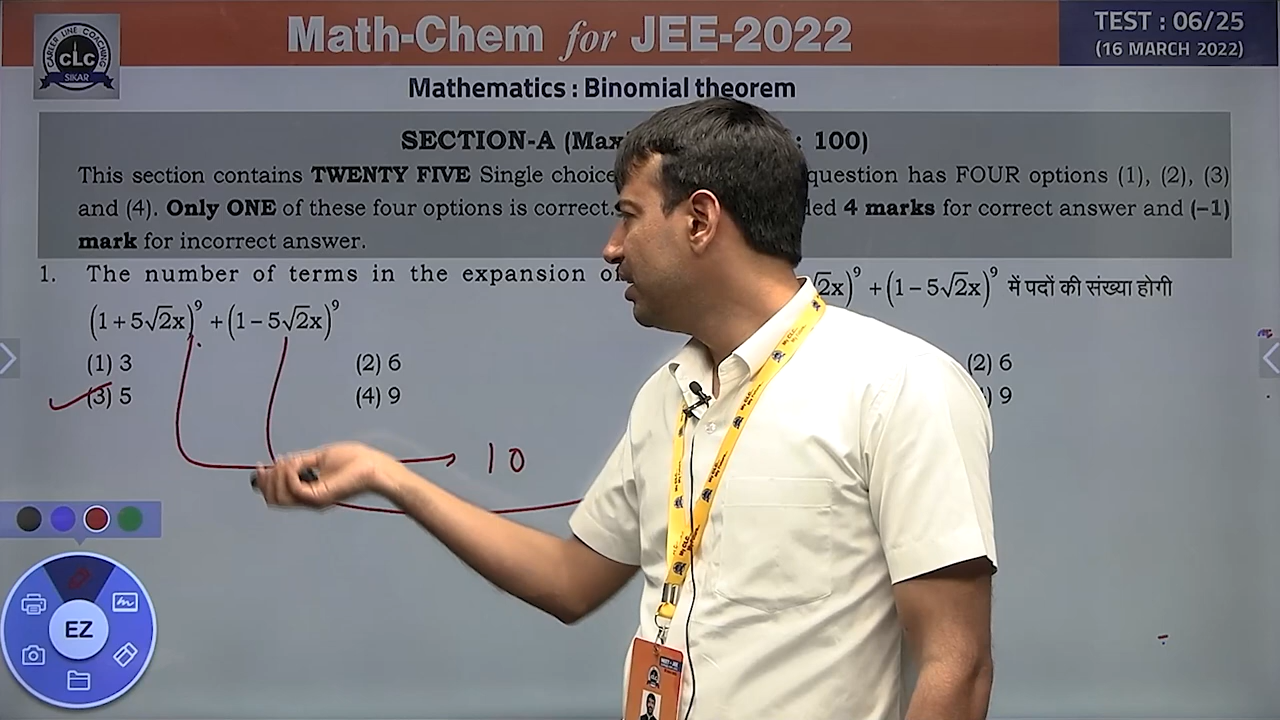 CAREER LINE COACHING
CLC
SIKAR
Math-Chem for JEE-2022
TEST : 06/25
(16 MARCH 2022)
Mathematics : Binomial theorem
SECTION-A (Max : 100)
This section contains TWENTY FIVE Single choice question has FOUR options (1), (2), (3)
and (4). Only ONE of these four options is correct. 4 marks for correct answer and (−1)
mark for incorrect answer.
1. The number of terms in the expansion
(1+5√2x)⁹ +(1−5√2x)⁹
(1) 3 (2) 6
(3) 5 (4) 9
√2x)⁹ +(1−5√2x)⁹ में पदों की संख्या होगी
(2) 6
9
10
EZ